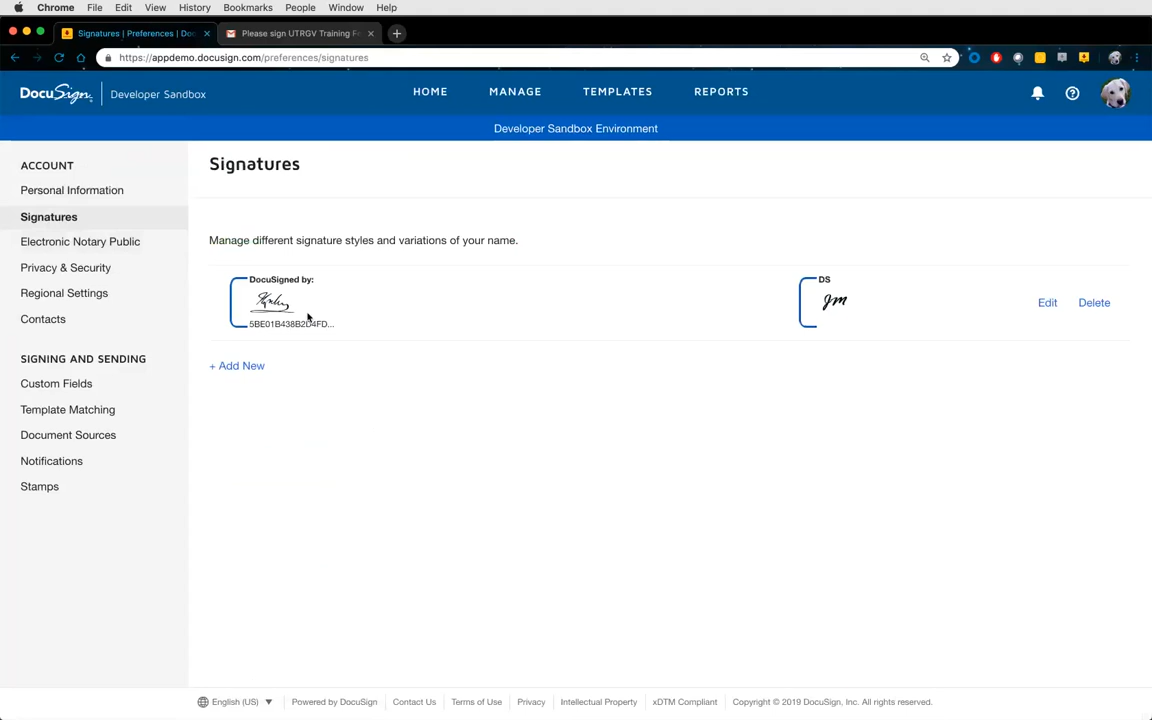 Chrome File Edit View History Bookmarks People Window Help
Signatures | Preferences | Doc
Please sign UTRGV Training Fo
https://appdemo.docusign.com/preferences/signatures
DocuSign Developer Sandbox
HOME MANAGE TEMPLATES REPORTS
Developer Sandbox Environment
ACCOUNT
Personal Information
Signatures
Electronic Notary Public
Privacy & Security
Regional Settings
Contacts
SIGNING AND SENDING
Custom Fields
Template Matching
Document Sources
Notifications
Stamps
Signatures
Manage different signature styles and variations of your name.
DocuSigned by:
5BE01B438B2D4FD...
DS
JM
Edit Delete
+ Add New
English (US) Powered by DocuSign Contact Us Terms of Use Privacy Intellectual Property xDTM Compliant Copyright © 2019 DocuSign, Inc. All rights reserved.